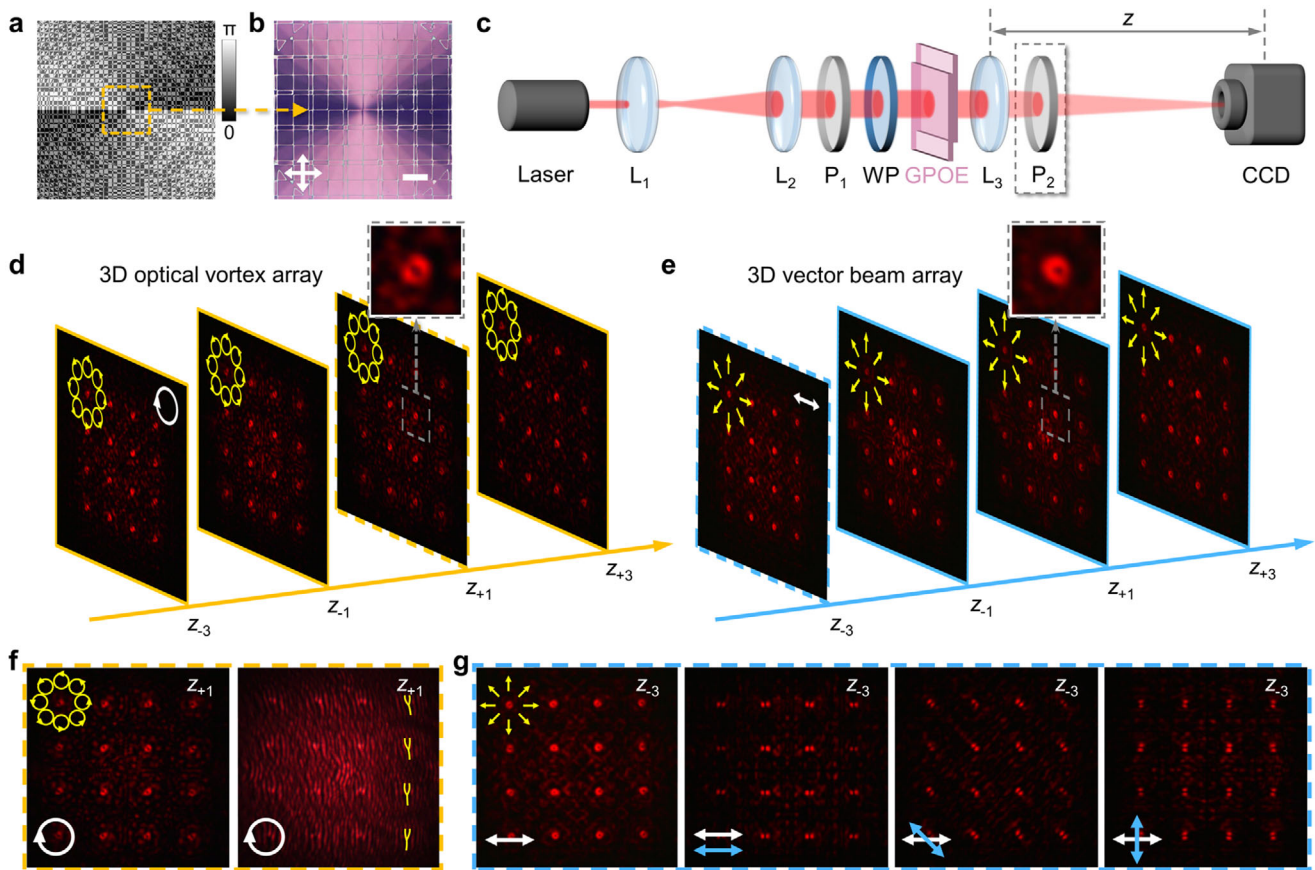 a
π
0
b
c
z
Laser
L1
L2
P1
WP
GPOE
L3
P2
CCD
d
3D optical vortex array
z-3
z-1
z+1
z+3
e
3D vector beam array
z-3
z-1
z+1
z+3
f
z+1
z+1
g
z-3
z-3
z-3
z-3